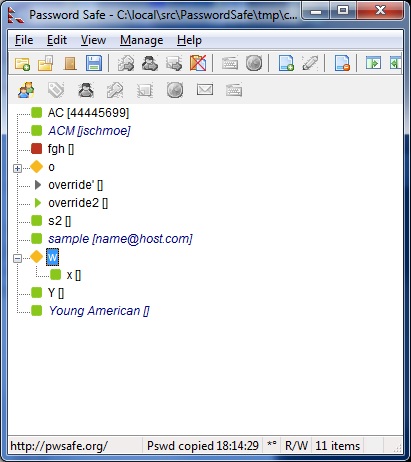 Password Safe - C:\local\src\PasswordSafe\tmp\c...
File Edit View Manage Help
AC [44445699]
ACM [jschmoe]
fgh []
o
override' []
override2 []
s2 []
sample [name@host.com]
w
x []
Y []
Young American []
http://pwsafe.org/ Pswd copied 18:14:29 *° R/W 11 items